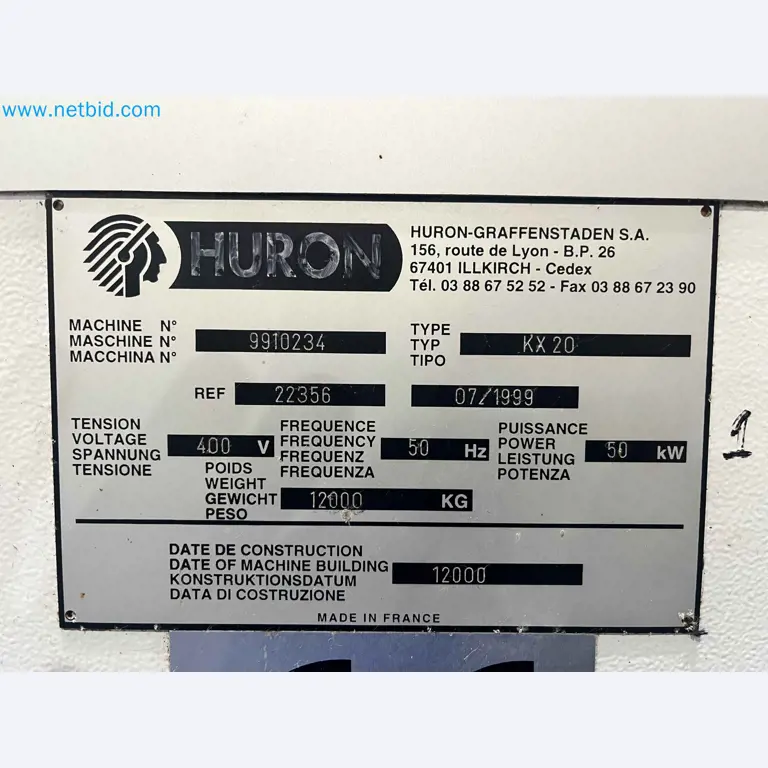 www.netbid.com
HURON
HURON-GRAFFENSTADEN S.A.
156, route de Lyon - B.P. 26
67401 ILLKIRCH - Cedex
Tél. 03 88 67 52 52 - Fax 03 88 67 23 90
MACHINE N°
MASCHINE N° 9910234
MACCHINA N°
TYPE
TYP KX 20
TIPO
REF 22356 07/1999
TENSION
VOLTAGE
SPANNUNG 400 V
TENSIONE
FREQUENCE
FREQUENCY 50 Hz
FREQUENZ
FREQUENZA
PUISSANCE
POWER 50 kW
LEISTUNG
POTENZA
POIDS
WEIGHT
GEWICHT 12000 KG
PESO
DATE DE CONSTRUCTION
DATE OF MACHINE BUILDING 12000
KONSTRUKTIONSDATUM
DATA DI COSTRUZIONE
MADE IN FRANCE
1